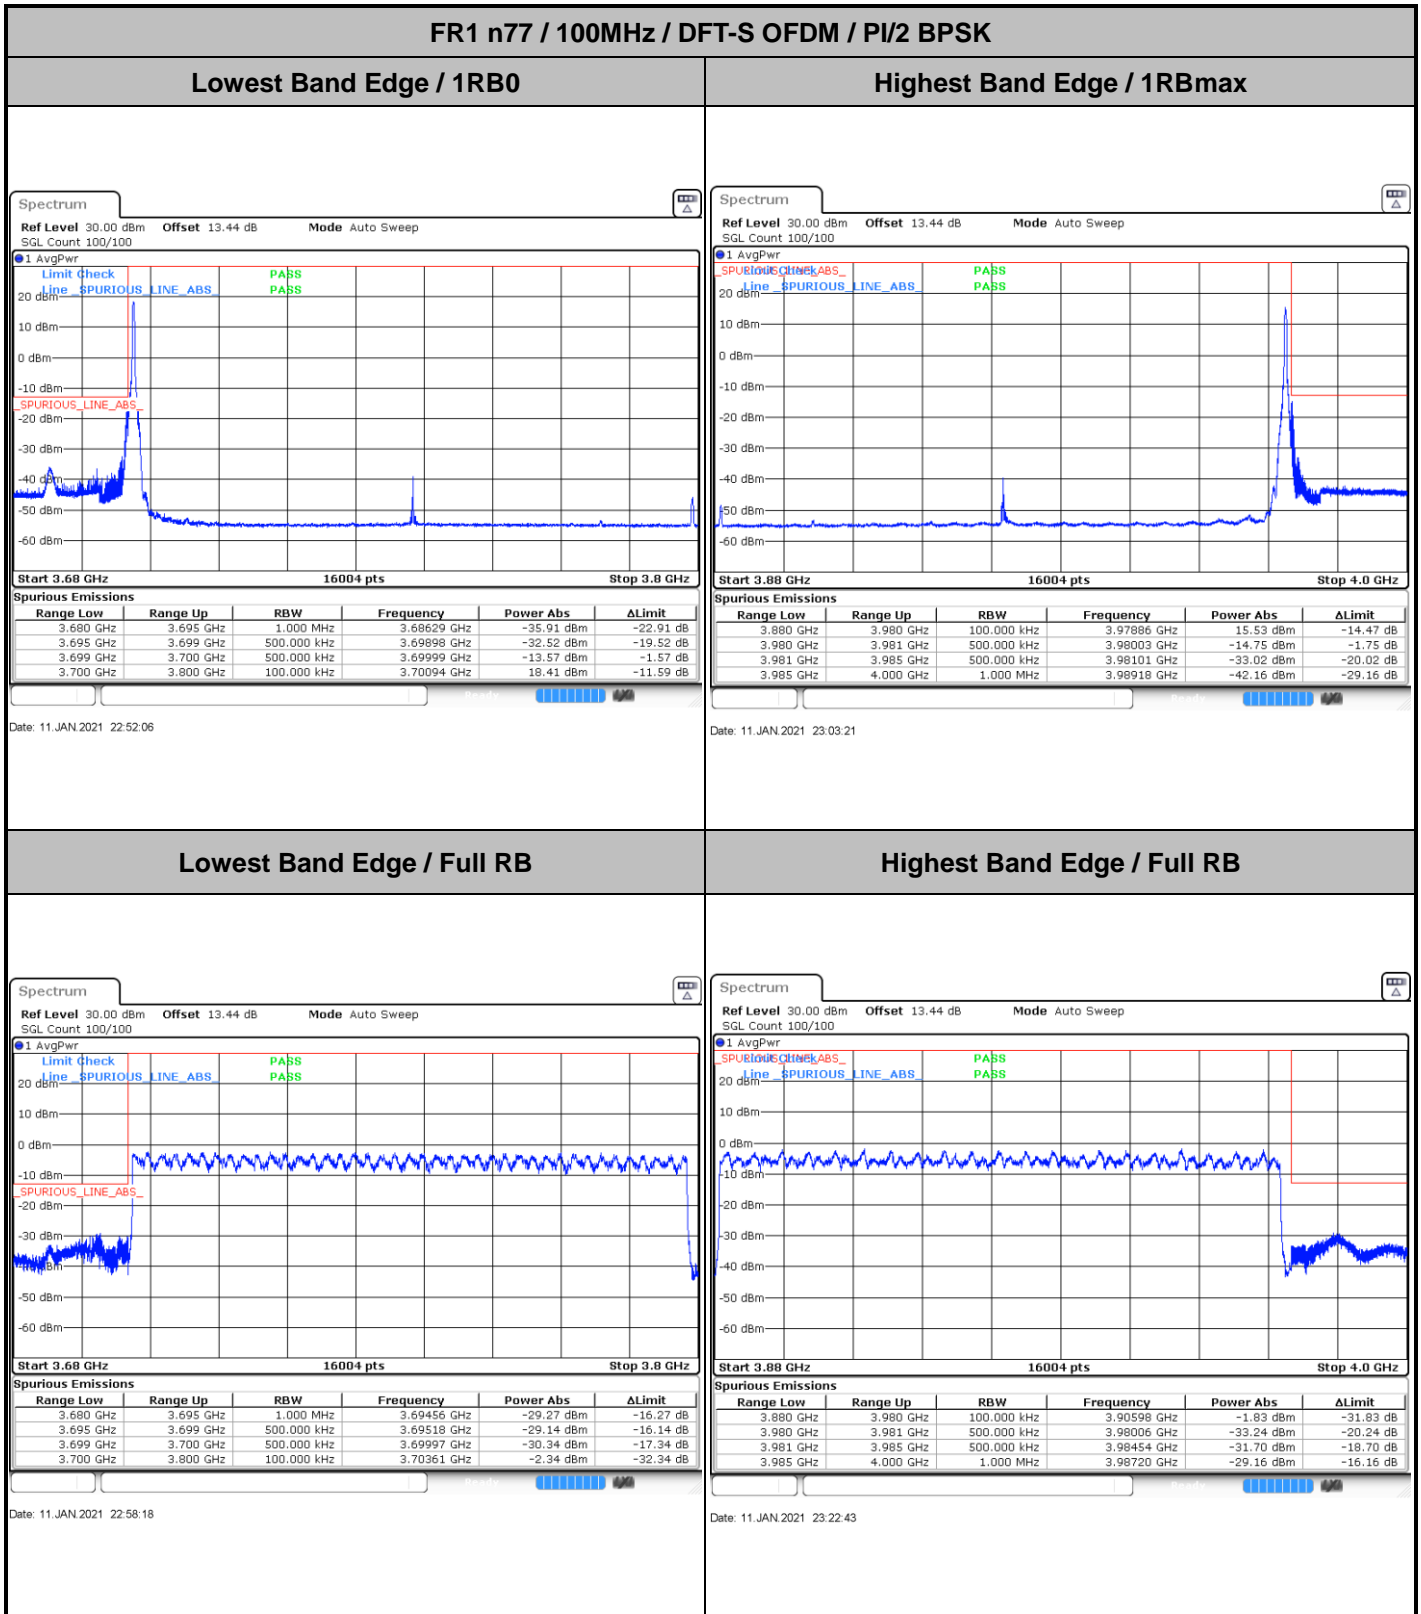 FR1 n77 / 100MHz / DFT-S OFDM / PI/2 BPSK
Lowest Band Edge / 1RB0
Highest Band Edge / 1RBmax
Spectrum
Ref Level 30.00 dBm Offset 13.44 dB Mode Auto Sweep
SGL Count 100/100
1 AvgPwr
Limit Check PASS
Line _SPURIOUS_LINE_ABS_ PASS
20 dBm
10 dBm
0 dBm
-10 dBm
_SPURIOUS_LINE_ABS_
-20 dBm
-30 dBm
-40 dBm
-50 dBm
-60 dBm
Start 3.68 GHz 16004 pts Stop 3.8 GHz
Spurious Emissions
Range Low Range Up RBW Frequency Power Abs ΔLimit
3.680 GHz 3.695 GHz 1.000 MHz 3.68629 GHz -35.91 dBm -22.91 dB
3.695 GHz 3.699 GHz 500.000 kHz 3.69898 GHz -32.52 dBm -19.52 dB
3.699 GHz 3.700 GHz 500.000 kHz 3.69999 GHz -13.57 dBm -1.57 dB
3.700 GHz 3.800 GHz 100.000 kHz 3.70094 GHz 18.41 dBm -11.59 dB
Ready
Date: 11.JAN.2021 22:52:06
Spectrum
Ref Level 30.00 dBm Offset 13.44 dB Mode Auto Sweep
SGL Count 100/100
1 AvgPwr
_SPURIOUS_LINE_ABS_
Limit Check PASS
Line _SPURIOUS_LINE_ABS_ PASS
20 dBm
10 dBm
0 dBm
-10 dBm
-20 dBm
-30 dBm
-40 dBm
-50 dBm
-60 dBm
Start 3.88 GHz 16004 pts Stop 4.0 GHz
Spurious Emissions
Range Low Range Up RBW Frequency Power Abs ΔLimit
3.880 GHz 3.980 GHz 100.000 kHz 3.97886 GHz 15.53 dBm -14.47 dB
3.980 GHz 3.981 GHz 500.000 kHz 3.98003 GHz -14.75 dBm -1.75 dB
3.981 GHz 3.985 GHz 500.000 kHz 3.98101 GHz -33.02 dBm -20.02 dB
3.985 GHz 4.000 GHz 1.000 MHz 3.98918 GHz -42.16 dBm -29.16 dB
Ready
Date: 11.JAN.2021 23:03:21
Lowest Band Edge / Full RB
Highest Band Edge / Full RB
Spectrum
Ref Level 30.00 dBm Offset 13.44 dB Mode Auto Sweep
SGL Count 100/100
1 AvgPwr
Limit Check PASS
Line _SPURIOUS_LINE_ABS_ PASS
20 dBm
10 dBm
0 dBm
-10 dBm
_SPURIOUS_LINE_ABS_
-20 dBm
-30 dBm
-40 dBm
-50 dBm
-60 dBm
Start 3.68 GHz 16004 pts Stop 3.8 GHz
Spurious Emissions
Range Low Range Up RBW Frequency Power Abs ΔLimit
3.680 GHz 3.695 GHz 1.000 MHz 3.69456 GHz -29.27 dBm -16.27 dB
3.695 GHz 3.699 GHz 500.000 kHz 3.69518 GHz -29.14 dBm -16.14 dB
3.699 GHz 3.700 GHz 500.000 kHz 3.69997 GHz -30.34 dBm -17.34 dB
3.700 GHz 3.800 GHz 100.000 kHz 3.70361 GHz -2.34 dBm -32.34 dB
Ready
Date: 11.JAN.2021 22:58:18
Spectrum
Ref Level 30.00 dBm Offset 13.44 dB Mode Auto Sweep
SGL Count 100/100
1 AvgPwr
_SPURIOUS_LINE_ABS_
Limit Check PASS
Line _SPURIOUS_LINE_ABS_ PASS
20 dBm
10 dBm
0 dBm
-10 dBm
-20 dBm
-30 dBm
-40 dBm
-50 dBm
-60 dBm
Start 3.88 GHz 16004 pts Stop 4.0 GHz
Spurious Emissions
Range Low Range Up RBW Frequency Power Abs ΔLimit
3.880 GHz 3.980 GHz 100.000 kHz 3.90598 GHz -1.83 dBm -31.83 dB
3.980 GHz 3.981 GHz 500.000 kHz 3.98006 GHz -33.24 dBm -20.24 dB
3.981 GHz 3.985 GHz 500.000 kHz 3.98454 GHz -31.70 dBm -18.70 dB
3.985 GHz 4.000 GHz 1.000 MHz 3.98720 GHz -29.16 dBm -16.16 dB
Ready
Date: 11.JAN.2021 23:22:43